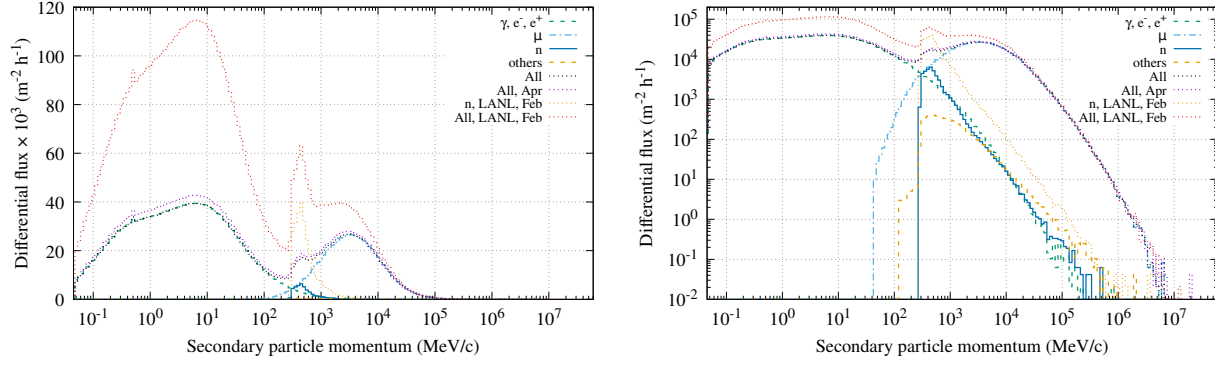 Differential flux × 10³ (m⁻² h⁻¹)
120
100
80
60
40
20
0
γ, e⁻, e⁺
μ
n
others
All
All, Apr
n, LANL, Feb
All, LANL, Feb
10⁻¹ 10⁰ 10¹ 10² 10³ 10⁴ 10⁵ 10⁶ 10⁷
Secondary particle momentum (MeV/c)
Differential flux (m⁻² h⁻¹)
10⁵
10⁴
10³
10²
10¹
10⁰
10⁻¹
10⁻²
γ, e⁻, e⁺
μ
n
others
All
All, Apr
n, LANL, Feb
All, LANL, Feb
10⁻¹ 10⁰ 10¹ 10² 10³ 10⁴ 10⁵ 10⁶ 10⁷
Secondary particle momentum (MeV/c)